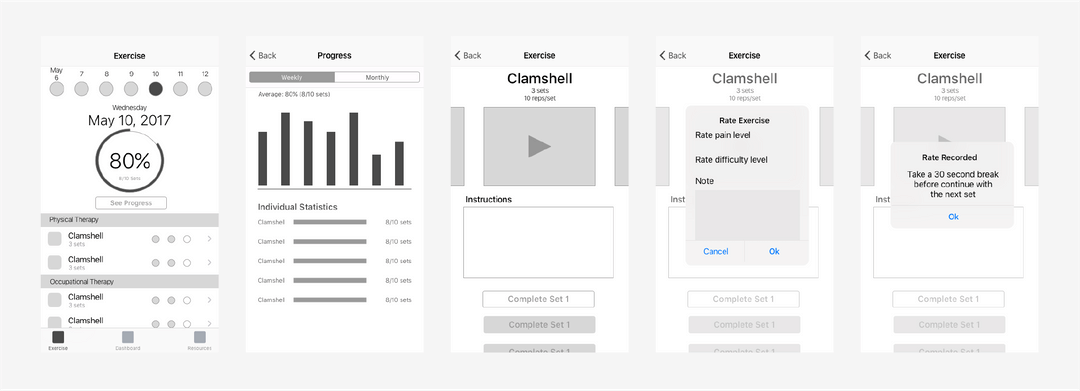 Exercise
May
6 7 8 9 10 11 12
Wednesday
May 10, 2017
80%
8/10 sets
See Progress
Physical Therapy
Clamshell
3 sets
Clamshell
3 sets
Occupational Therapy
Clamshell
3 sets
Clamshell
3 sets
Exercise Dashboard Resources
Back Progress
Weekly Monthly
Average: 80% (8/10 sets)
Individual Statistics
Clamshell 8/10 sets
Clamshell 8/10 sets
Clamshell 8/10 sets
Clamshell 8/10 sets
Clamshell 8/10 sets
Back Exercise
Clamshell
3 sets
10 reps/set
Instructions
Complete Set 1
Complete Set 1
Complete Set 1
Back Exercise
Clamshell
3 sets
10 reps/set
Rate Exercise
Rate pain level
Rate difficulty level
Note
Cancel Ok
Inst
Complete Set 1
Complete Set 1
Complete Set 1
Back Exercise
Clamshell
3 sets
10 reps/set
Rate Recorded
Take a 30 second break
before continue with
the next set
Ok
Inst
Complete Set 1
Complete Set 1
Complete Set 1